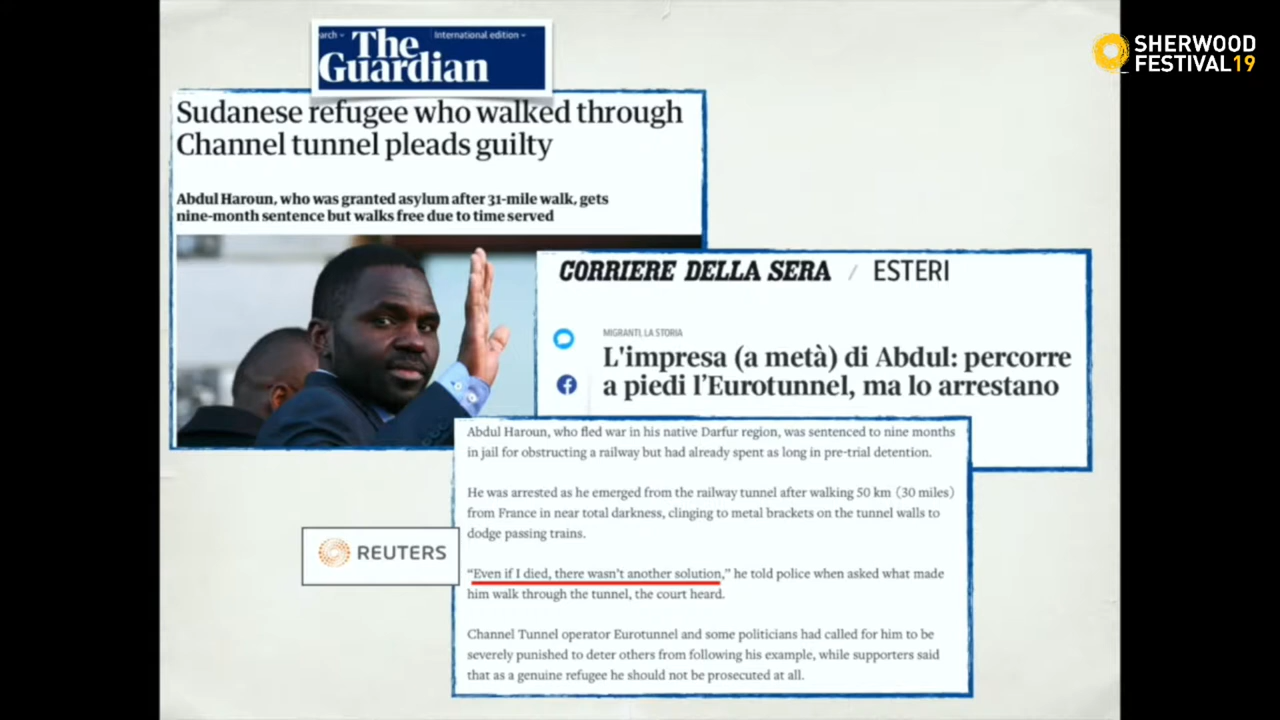 arch
International edition
The
Guardian
SHERWOOD
FESTIVAL19
Sudanese refugee who walked through
Channel tunnel pleads guilty
Abdul Haroun, who was granted asylum after 31-mile walk, gets
nine-month sentence but walks free due to time served
CORRIERE DELLA SERA / ESTERI
MIGRANTI, LA STORIA
L'impresa (a metà) di Abdul: percorre
a piedi l'Eurotunnel, ma lo arrestano
Abdul Haroun, who fled war in his native Darfur region, was sentenced to nine months
in jail for obstructing a railway but had already spent as long in pre-trial detention.
He was arrested as he emerged from the railway tunnel after walking 50 km (30 miles)
from France in near total darkness, clinging to metal brackets on the tunnel walls to
dodge passing trains.
REUTERS
“Even if I died, there wasn’t another solution,” he told police when asked what made
him walk through the tunnel, the court heard.
Channel Tunnel operator Eurotunnel and some politicians had called for him to be
severely punished to deter others from following his example, while supporters said
that as a genuine refugee he should not be prosecuted at all.